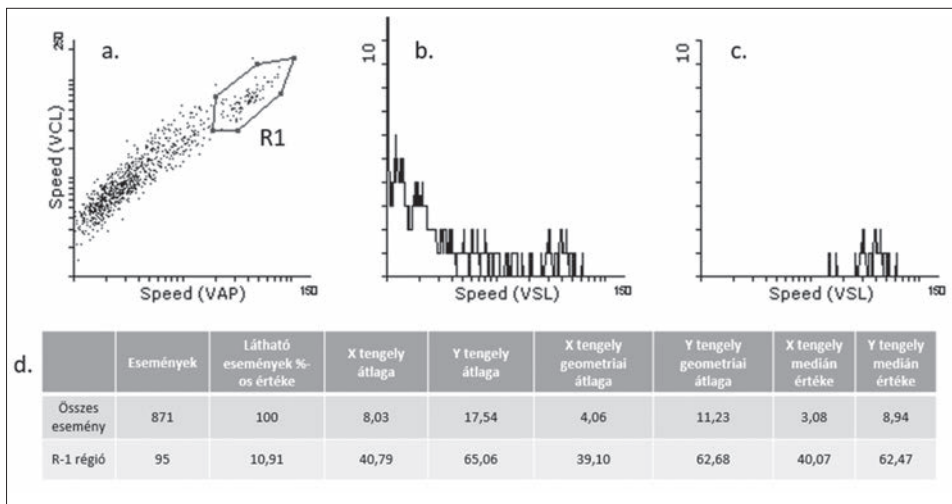 a.
250
Speed (VCL)
R1
Speed (VAP)
150
b.
10
Speed (VSL)
150
c.
10
Speed (VSL)
150
d.
Események
Látható
események %-
os értéke
X tengely
átlaga
Y tengely
átlaga
X tengely
geometriai
átlaga
Y tengely
geometriai
átlaga
X tengely
medián
értéke
Y tengely
medián
értéke
Összes
esemény
871
100
8,03
17,54
4,06
11,23
3,08
8,94
R-1 régió
95
10,91
40,79
65,06
39,10
62,68
40,07
62,47